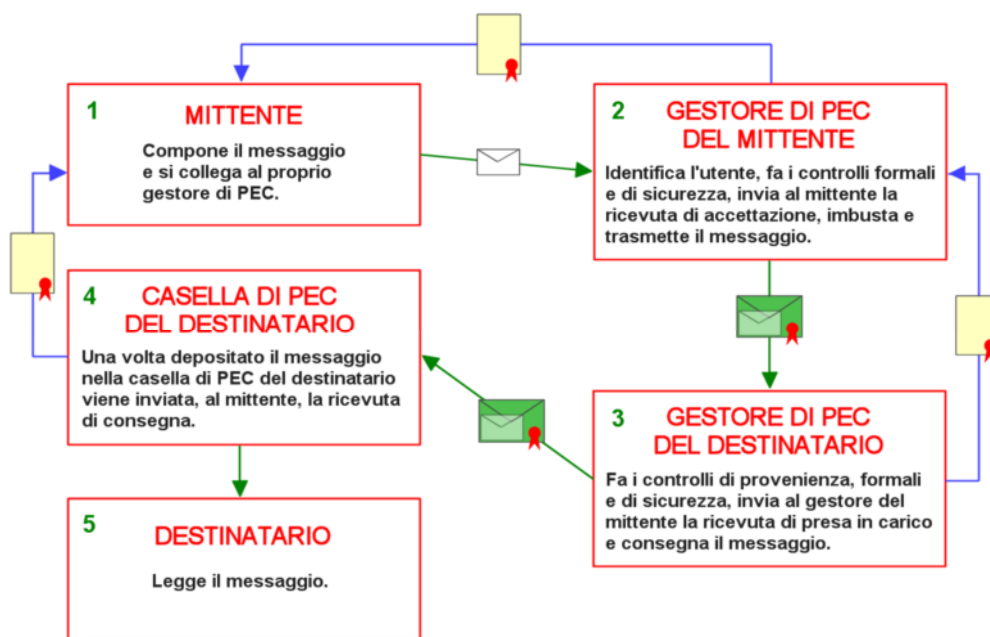 1
MITTENTE
Compone il messaggio
e si collega al proprio
gestore di PEC.
2
GESTORE DI PEC
DEL MITTENTE
Identifica l'utente, fa i controlli formali
e di sicurezza, invia al mittente la
ricevuta di accettazione, imbusta e
trasmette il messaggio.
3
GESTORE DI PEC
DEL DESTINATARIO
Fa i controlli di provenienza, formali
e di sicurezza, invia al gestore del
mittente la ricevuta di presa in carico
e consegna il messaggio.
4
CASELLA DI PEC
DEL DESTINATARIO
Una volta depositato il messaggio
nella casella di PEC del destinatario
viene inviata, al mittente, la ricevuta
di consegna.
5
DESTINATARIO
Legge il messaggio.